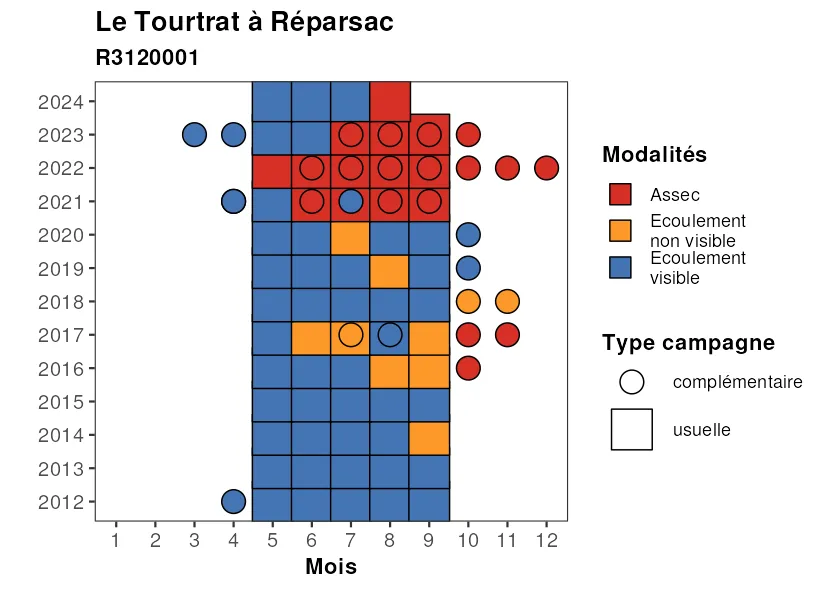 Le Tourtrat à Réparsac
R3120001
2024
2023
2022
2021
2020
2019
2018
2017
2016
2015
2014
2013
2012
1 2 3 4 5 6 7 8 9 10 11 12
Mois
Modalités
Assec
Ecoulement
non visible
Ecoulement
visible
Type campagne
complémentaire
usuelle